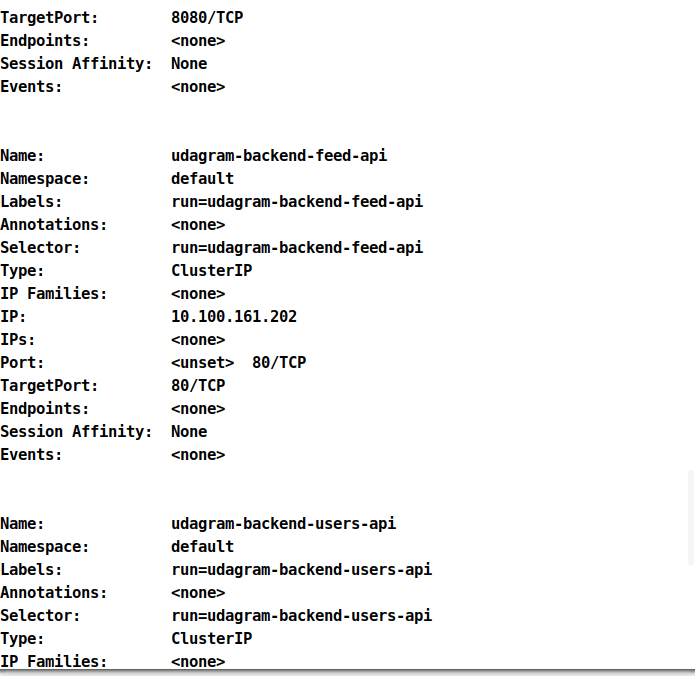 TargetPort:        8080/TCP
Endpoints:         <none>
Session Affinity:  None
Events:            <none>
Name:              udagram-backend-feed-api
Namespace:         default
Labels:            run=udagram-backend-feed-api
Annotations:       <none>
Selector:          run=udagram-backend-feed-api
Type:              ClusterIP
IP Families:       <none>
IP:                10.100.161.202
IPs:               <none>
Port:              <unset>  80/TCP
TargetPort:        80/TCP
Endpoints:         <none>
Session Affinity:  None
Events:            <none>
Name:              udagram-backend-users-api
Namespace:         default
Labels:            run=udagram-backend-users-api
Annotations:       <none>
Selector:          run=udagram-backend-users-api
Type:              ClusterIP
IP Families:       <none>